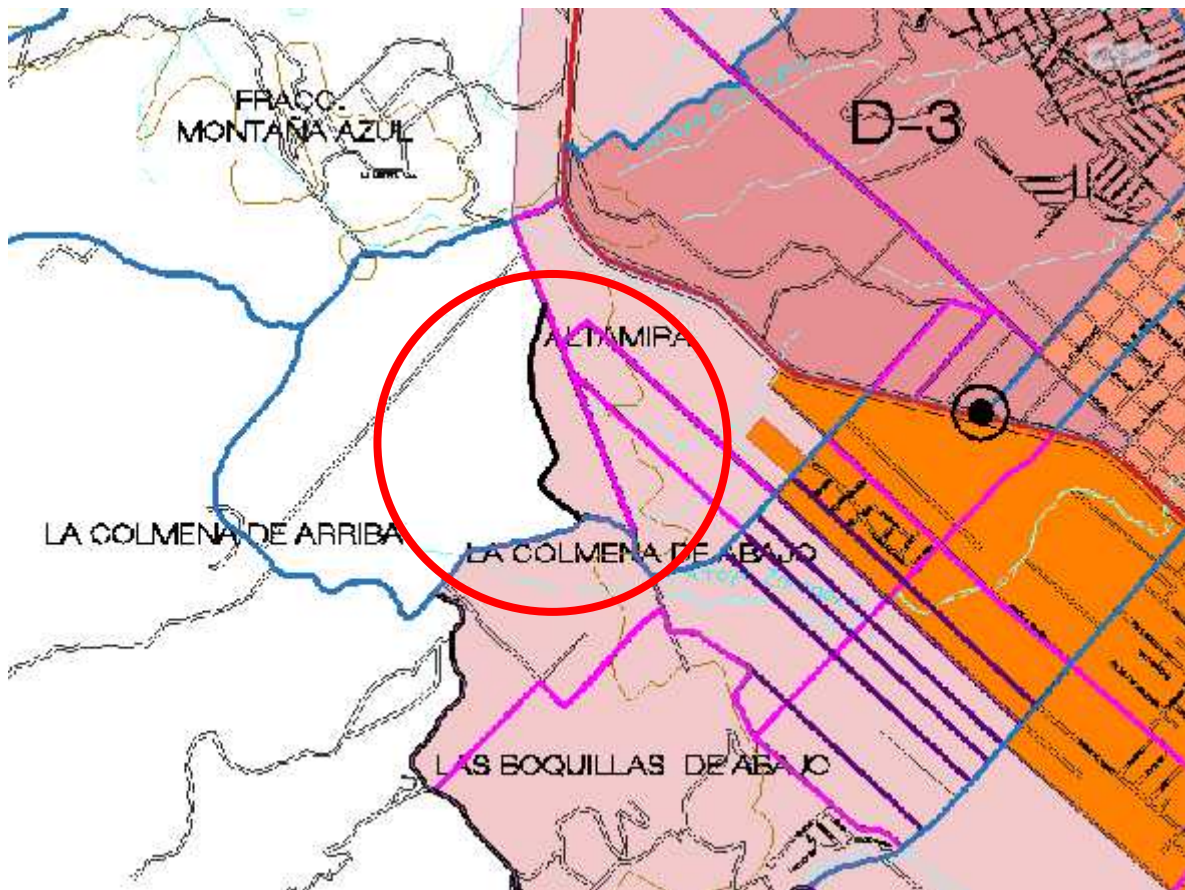 FRACC.
MONTAÑA AZUL
D-3
ALTAMIRA
LA COLMENA DE ARRIBA
LA COLMENA DE ABAJO
LAS BOQUILLAS DE ABAJO